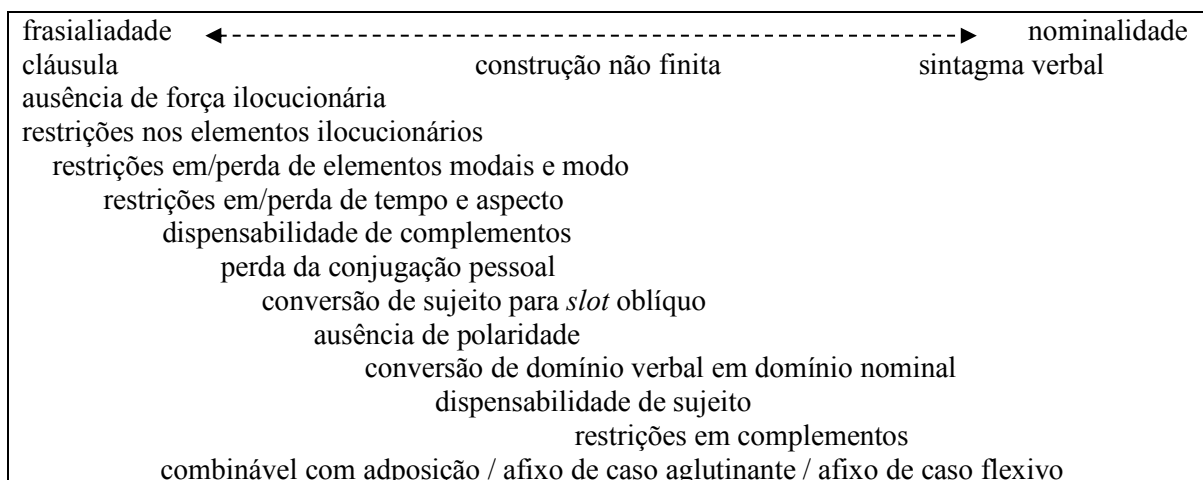 frasialiadade nominalidade
cláusula construção não finita sintagma verbal
ausência de força ilocucionária
restrições nos elementos ilocucionários
restrições em/perda de elementos modais e modo
restrições em/perda de tempo e aspecto
dispensabilidade de complementos
perda da conjugação pessoal
conversão de sujeito para slot oblíquo
ausência de polaridade
conversão de domínio verbal em domínio nominal
dispensabilidade de sujeito
restrições em complementos
combinável com adposição / afixo de caso aglutinante / afixo de caso flexivo